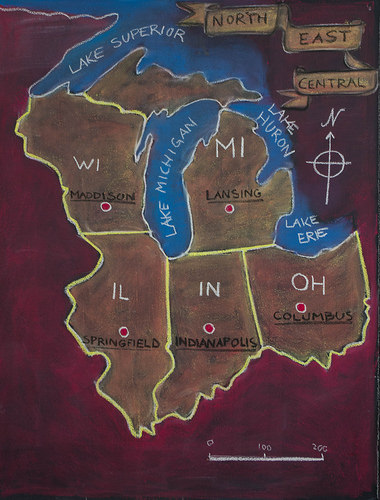 NORTH
EAST
CENTRAL
LAKE SUPERIOR
LAKE HURON
N
LAKE MICHIGAN
WI
MI
MADDISON
LANSING
LAKE ERIE
IL
IN
OH
COLUMBUS
SPRINGFIELD
INDIANAPOLIS
0 100 200